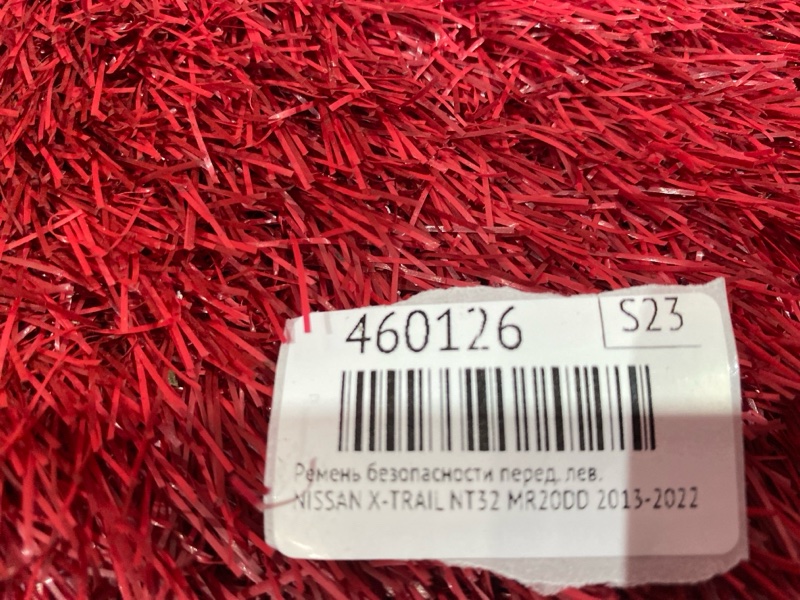 460126
S23
Ремень безопасности перед. лев.
NISSAN X-TRAIL NT32 MR20DD 2013-2022